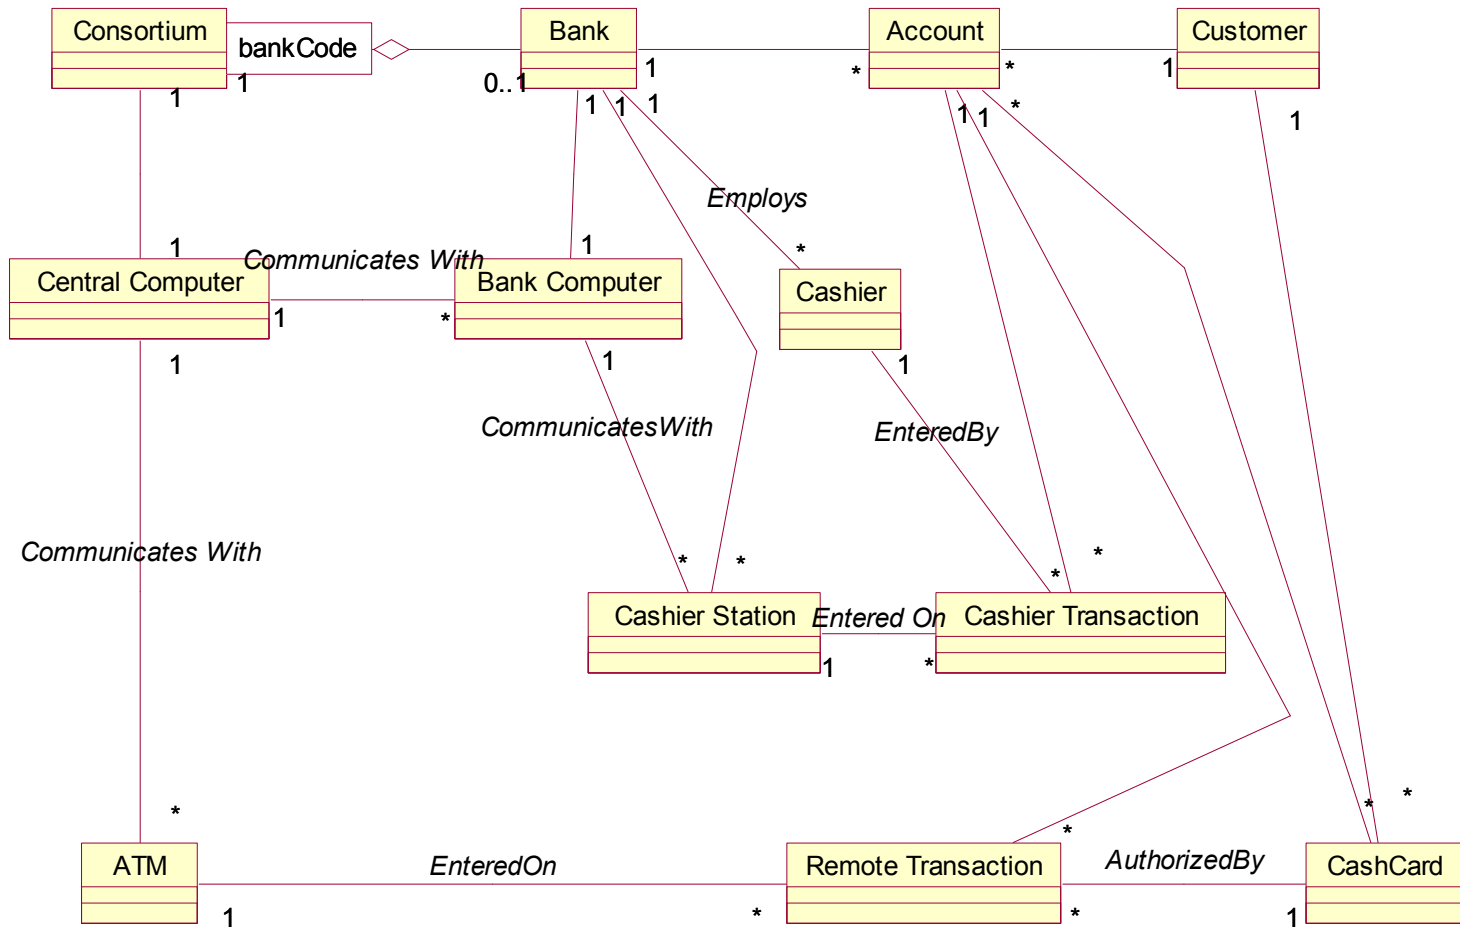 Consortium
bankCode
Bank
Account
Customer
1
1
0..1
1
*
*
1
1
1
1
1
1
*
1
Employs
1
1
*
Communicates With
Central Computer
Bank Computer
Cashier
1
*
1
1
1
CommunicatesWith
EnteredBy
Communicates With
*
*
*
*
Cashier Station
Entered On
Cashier Transaction
1
*
*
*
*
*
ATM
EnteredOn
Remote Transaction
AuthorizedBy
CashCard
1
*
*
1